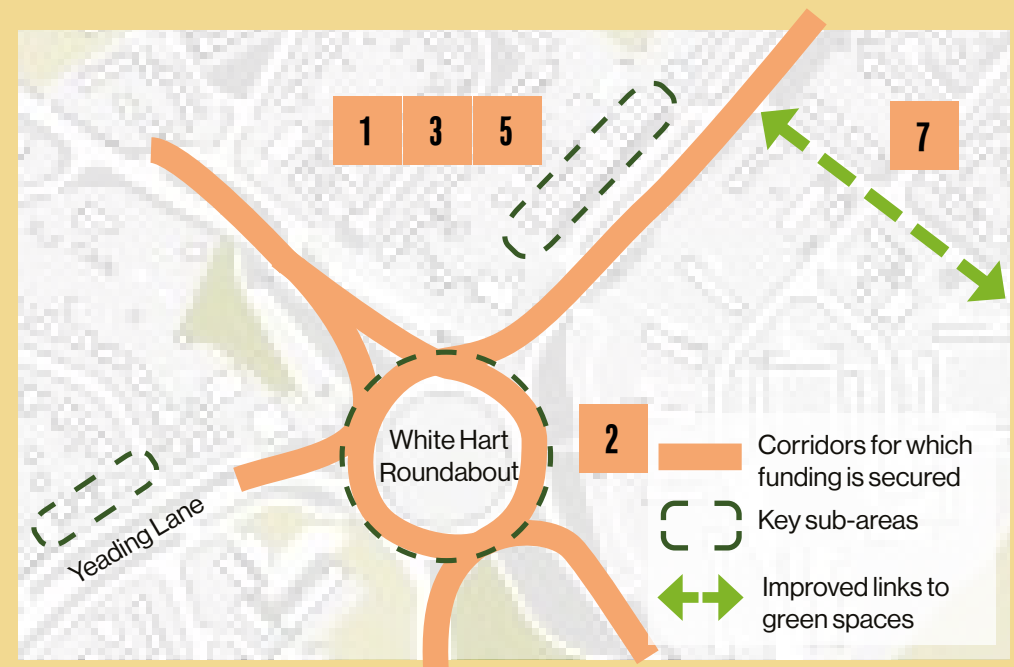 1 3 5
7
White Hart
Roundabout
2
Yeading Lane
Corridors for which
funding is secured
Key sub-areas
Improved links to
green spaces